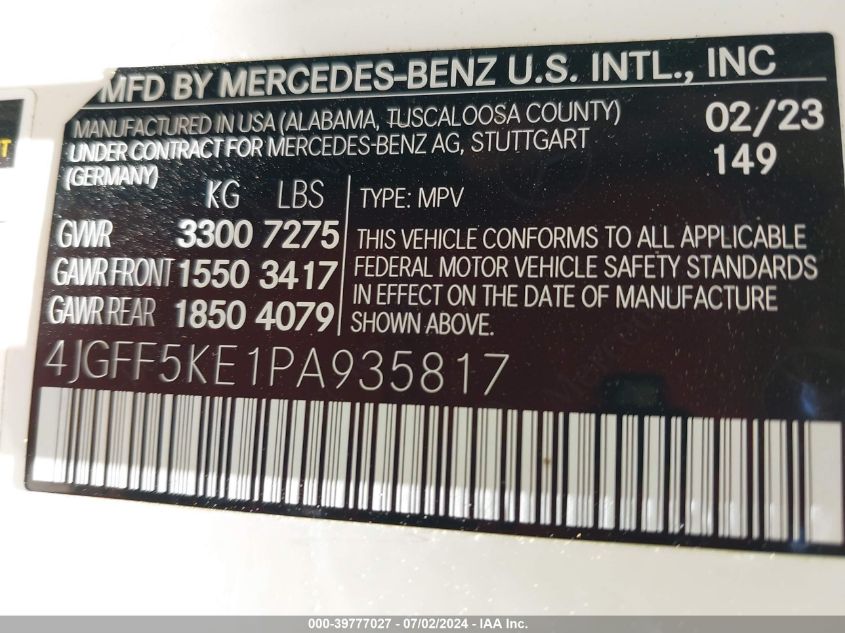 MFD BY MERCEDES-BENZ U.S. INTL., INC
MANUFACTURED IN USA (ALABAMA, TUSCALOOSA COUNTY)
UNDER CONTRACT FOR MERCEDES-BENZ AG, STUTTGART
(GERMANY)
02/23
149
KG LBS
GVWR 3300 7275
GAWR FRONT 1550 3417
GAWR REAR 1850 4079
TYPE: MPV
THIS VEHICLE CONFORMS TO ALL APPLICABLE
FEDERAL MOTOR VEHICLE SAFETY STANDARDS
IN EFFECT ON THE DATE OF MANUFACTURE
SHOWN ABOVE.
4JGFF5KE1PA935817
000-39777027 - 07/02/2024 - IPA CORP.